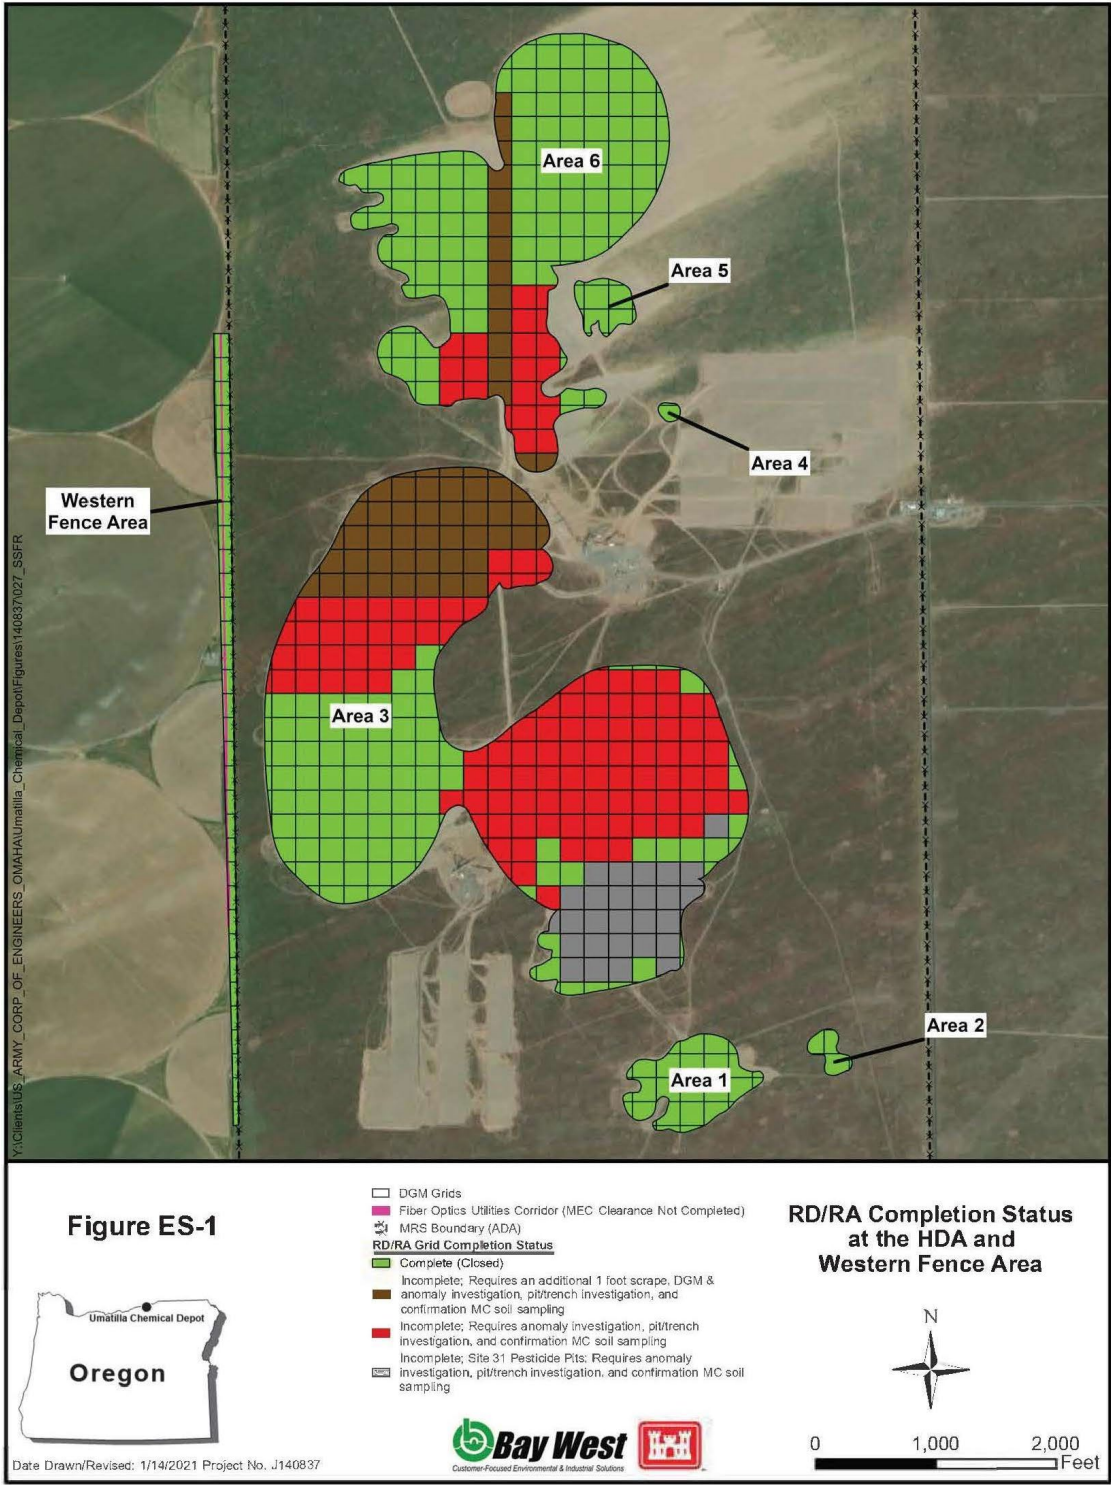 Area 6
Area 5
Area 4
Western
Fence Area
Area 3
Area 2
Area 1
Y:\Clients\US_ARMY_CORP_OF_ENGINEERS_OMAHA\Umatilla_Chemical_Depot\Figures\140837\027_SSFR
Figure ES-1
DGM Grids
Fiber Optics Utilities Corridor (MEC Clearance Not Completed)
MRS Boundary (ADA)
RD/RA Grid Completion Status
Complete (Closed)
Incomplete; Requires an additional 1 foot scrape, DGM &
anomaly investigation, pit/trench investigation, and
confirmation MC soil sampling
Incomplete; Requires anomaly investigation, pit/trench
investigation, and confirmation MC soil sampling
Incomplete; Site 31 Pesticide Pits: Requires anomaly
investigation, pit/trench investigation, and confirmation MC soil
sampling
RD/RA Completion Status
at the HDA and
Western Fence Area
Umatilla Chemical Depot
Oregon
N
Bay West
Customer-Focused Environmental & Industrial Solutions
0 1,000 2,000
Feet
Date Drawn/Revised: 1/14/2021 Project No. J140837